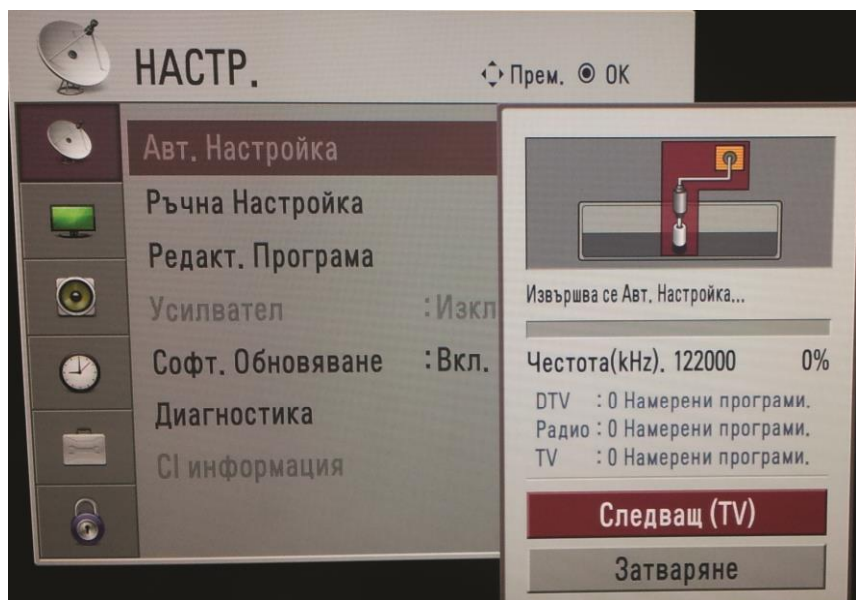 НАСТР.
Прем. OK
Авт. Настройка
Ръчна Настройка
Редакт. Програма
Усилвател :Изкл
Софт. Обновяване :Вкл.
Диагностика
CI информация
Извършва се Авт. Настройка...
Честота(kHz). 122000 0%
DTV : 0 Намерени програми.
Радио : 0 Намерени програми.
TV : 0 Намерени програми.
Следващ (TV)
Затваряне